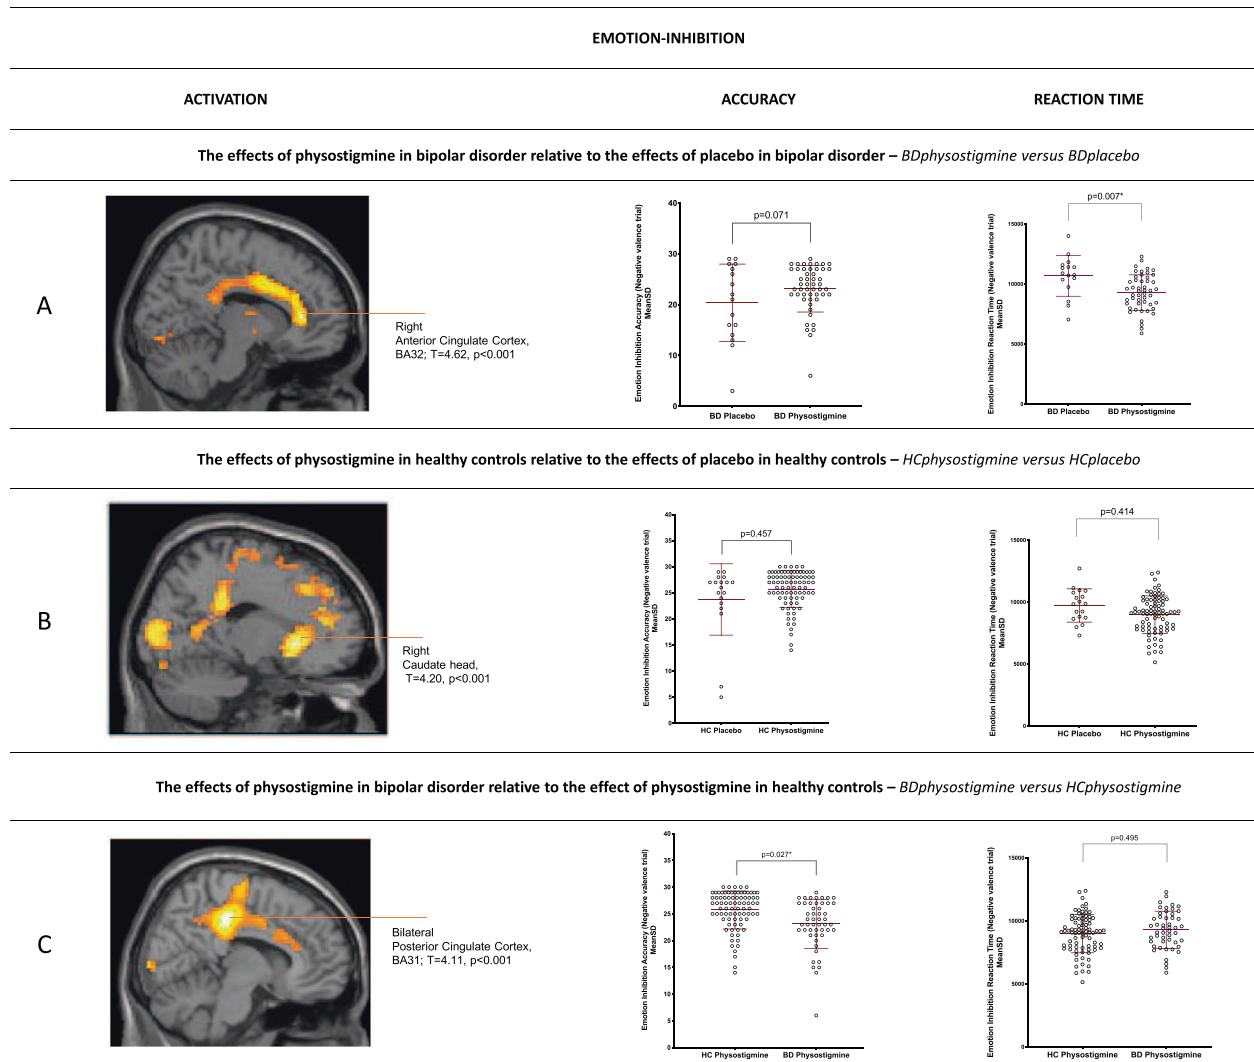 EMOTION-INHIBITION
ACTIVATION
ACCURACY
REACTION TIME
The effects of physostigmine in bipolar disorder relative to the effects of placebo in bipolar disorder – BDphysostigmine versus BDplacebo
A
Right
Anterior Cingulate Cortex,
BA32; T=4.62, p<0.001
Emotion Inhibition Accuracy (Negative valence trial)
MeanSD
40
30
20
10
0
p=0.071
BD Placebo
BD Physostigmine
Emotion Inhibition Reaction Time (Negative valence trial)
MeanSD
15000
10000
5000
0
p=0.007*
BD Placebo
BD Physostigmine
The effects of physostigmine in healthy controls relative to the effects of placebo in healthy controls – HCphysostigmine versus HCplacebo
B
Right
Caudate head,
T=4.20, p<0.001
Emotion Inhibition Accuracy (Negative valence trial)
MeanSD
40
35
30
25
20
15
10
5
0
p=0.457
HC Placebo
HC Physostigmine
Emotion Inhibition Reaction Time (Negative valence trial)
MeanSD
15000
10000
5000
0
p=0.414
HC Placebo
HC Physostigmine
The effects of physostigmine in bipolar disorder relative to the effect of physostigmine in healthy controls – BDphysostigmine versus HCphysostigmine
C
Bilateral
Posterior Cingulate Cortex,
BA31; T=4.11, p<0.001
Emotion Inhibition Accuracy (Negative valence trial)
MeanSD
40
35
30
25
20
15
10
5
0
p=0.027*
HC Physostigmine
BD Physostigmine
Emotion Inhibition Reaction Time (Negative valence trial)
MeanSD
15000
10000
5000
0
p=0.495
HC Physostigmine
BD Physostigmine